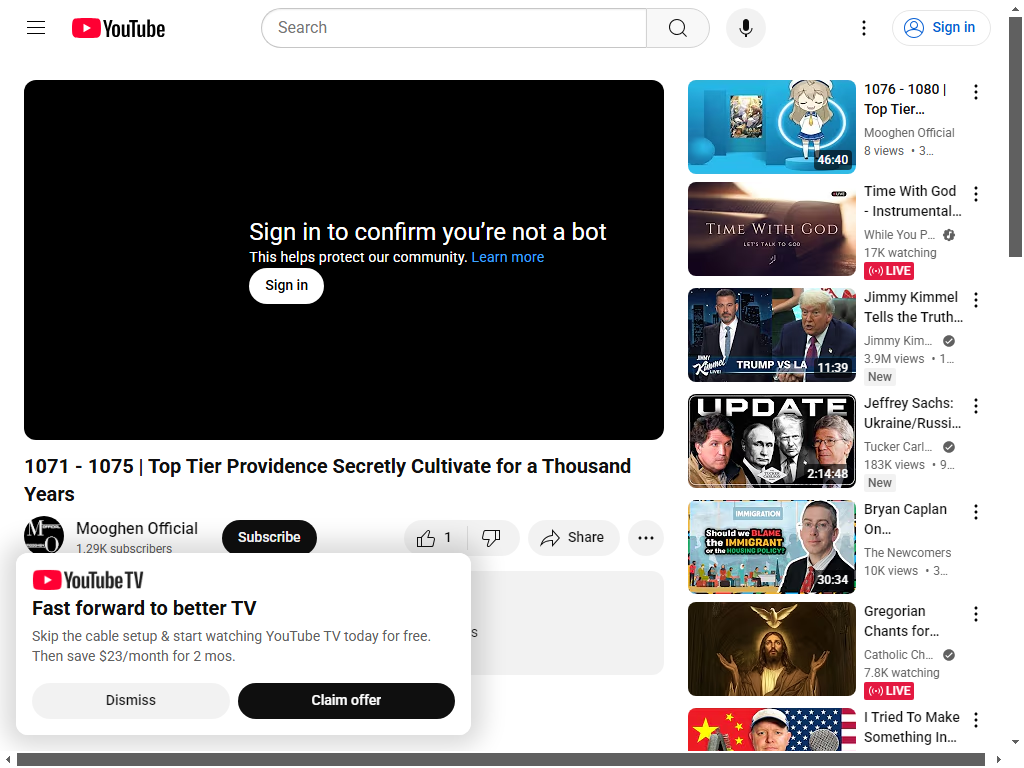 YouTube
Search
Sign in
Sign in to confirm you’re not a bot
This helps protect our community. Learn more
Sign in
1071 - 1075 | Top Tier Providence Secretly Cultivate for a Thousand
Years
Mooghen Official
1.29K subscribers
Subscribe
1
Share
YouTube TV
Fast forward to better TV
Skip the cable setup & start watching YouTube TV today for free.
Then save $23/month for 2 mos.
Dismiss
Claim offer
s
46:40
1076 - 1080 |
Top Tier...
Mooghen Official
8 views • 3...
TIME WITH GOD
LET'S TALK TO GOD
LIVE
Time With God
- Instrumental...
While You P...
17K watching
LIVE
JIMMY
Kimmel
LIVE!
TRUMP VS LA
11:39
Jimmy Kimmel
Tells the Truth...
Jimmy Kim...
3.9M views • 1...
New
UPDATE
2:14:48
Jeffrey Sachs:
Ukraine/Russi...
Tucker Carl...
183K views • 9...
New
IMMIGRATION
Should we BLAME
the IMMIGRANT
or the HOUSING POLICY?
30:34
Bryan Caplan
On...
The Newcomers
10K views • 3...
Gregorian
Chants for...
Catholic Ch...
7.8K watching
LIVE
I Tried To Make
Something In...